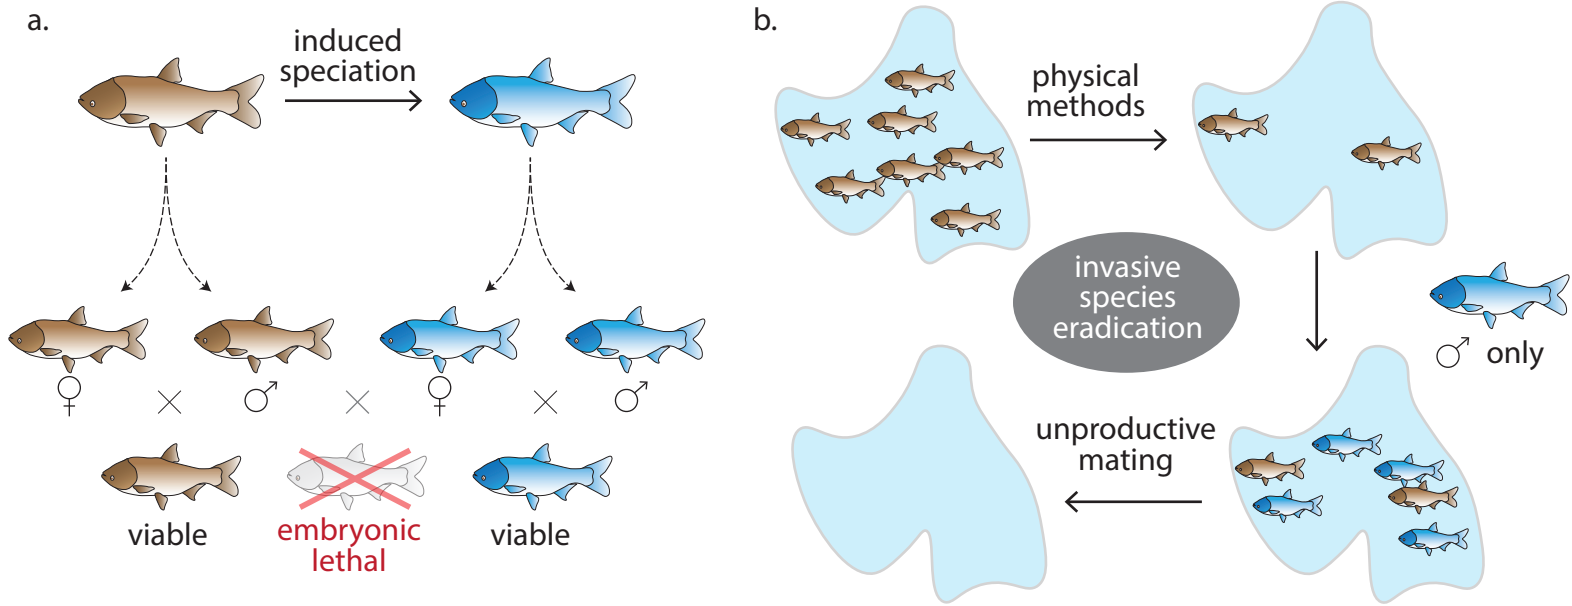 a.
induced
speciation
♀
♂
♀
♂
viable
embryonic
lethal
viable
b.
physical
methods
invasive
species
eradication
♂ only
unproductive
mating